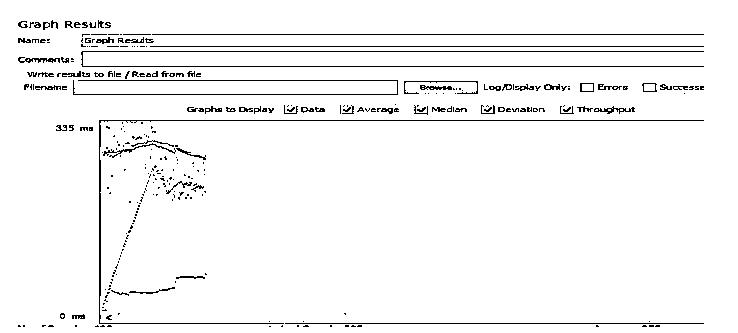 Graph Results
Name: Graph Results
Comments:
Write results to file / Read from file
Filename Browse... Log/Display Only: Errors Successe
Graphs to Display Data Average Median Deviation Throughput
335 ms
0 ms